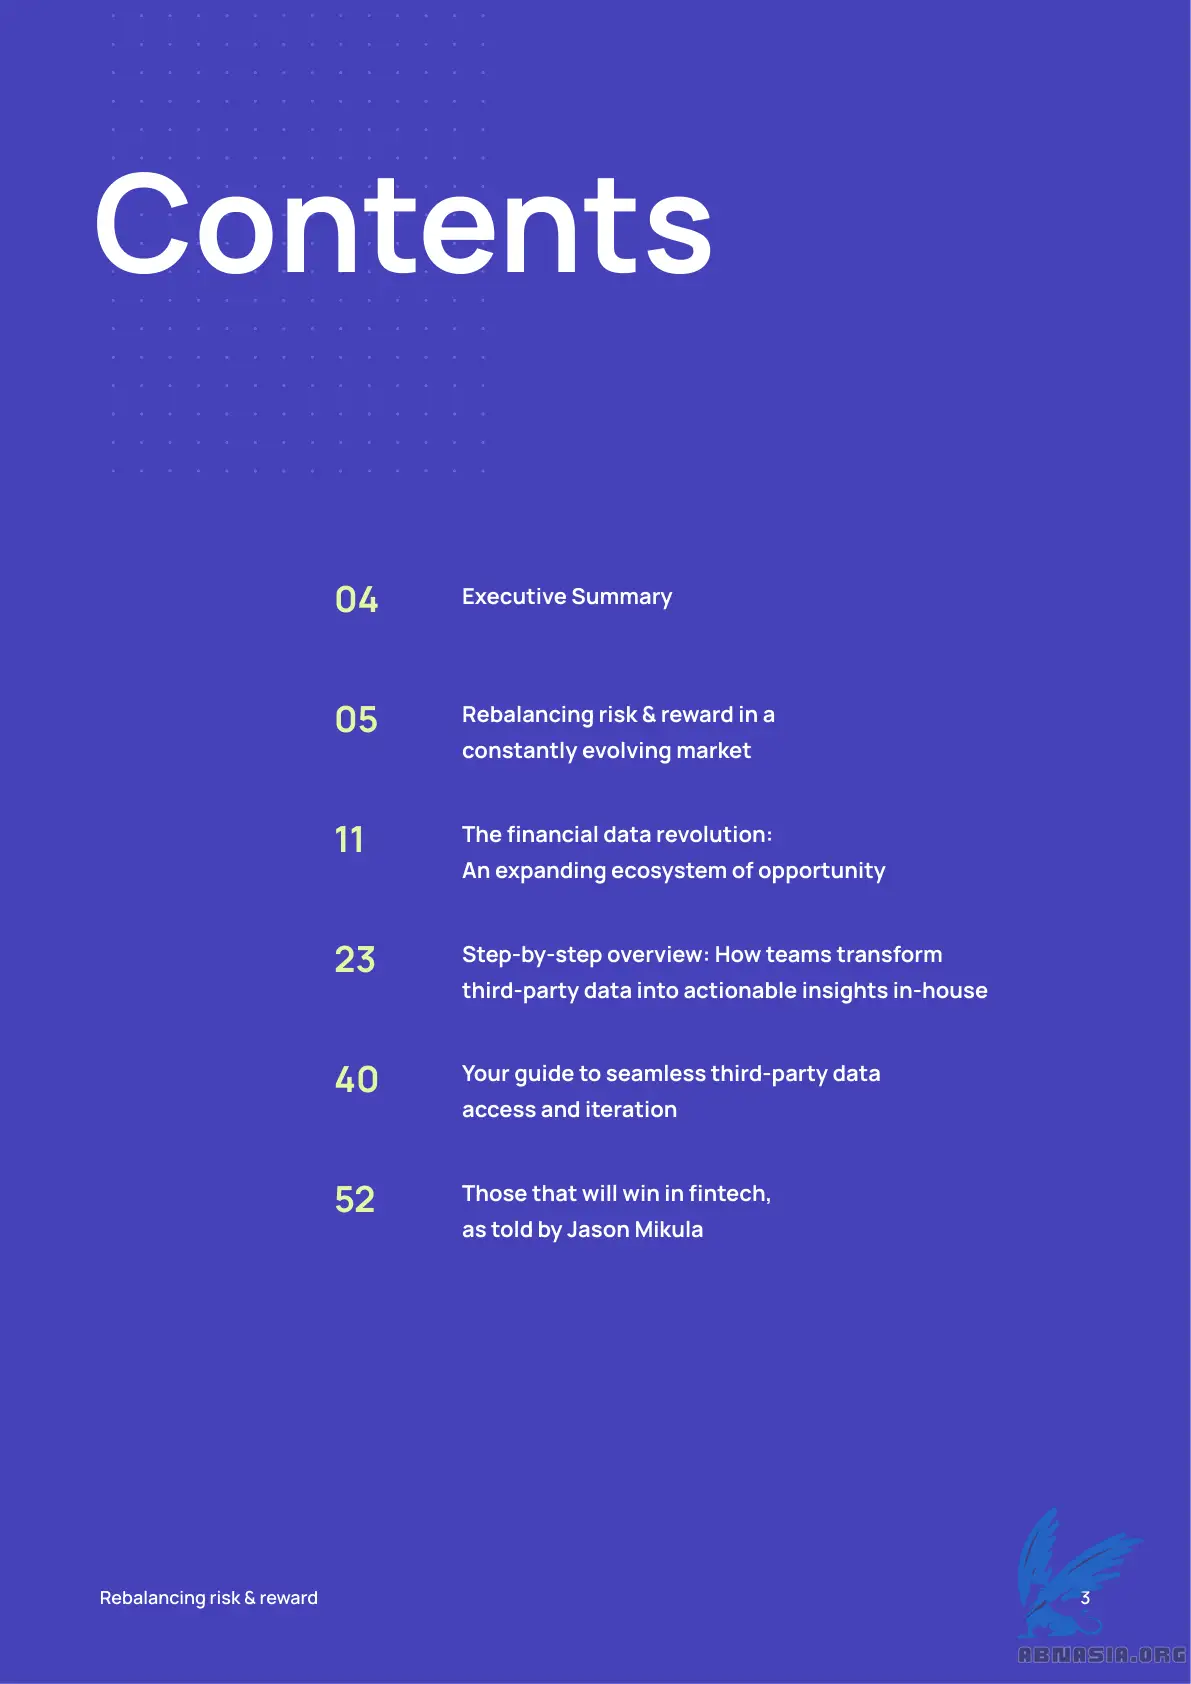 Contents
04
Executive Summary
05
Rebalancing risk & reward in a
constantly evolving market
11
The financial data revolution:
An expanding ecosystem of opportunity
23
Step-by-step overview: How teams transform
third-party data into actionable insights in-house
40
Your guide to seamless third-party data
access and iteration
52
Those that will win in fintech,
as told by Jason Mikula
Rebalancing risk & reward
3
ABNASIA.ORG